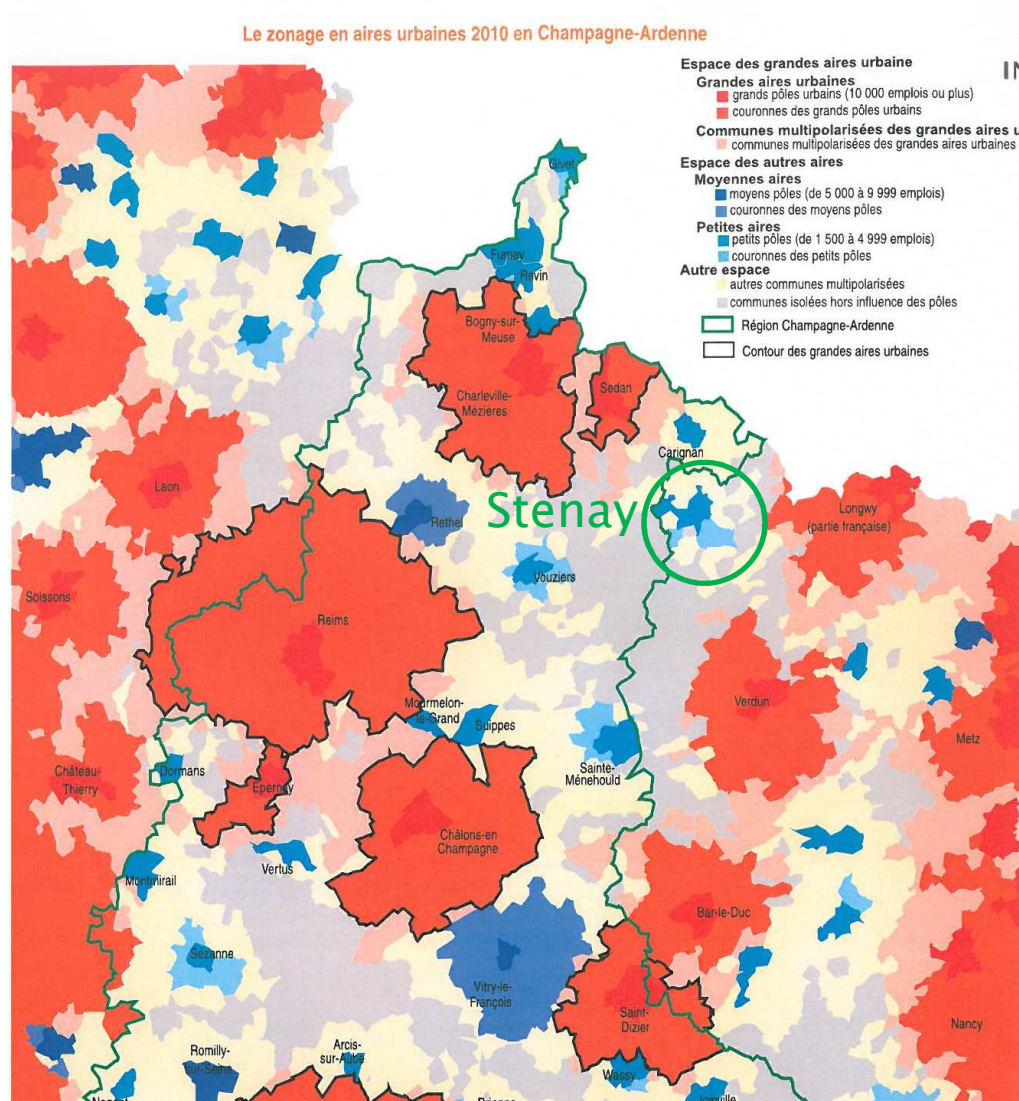 Le zonage en aires urbaines 2010 en Champagne-Ardenne
Espace des grandes aires urbaine
Grandes aires urbaines
grands pôles urbains (10 000 emplois ou plus)
couronnes des grands pôles urbains
Communes multipolarisées des grandes aires u
communes multipolarisées des grandes aires urbaines
Espace des autres aires
Moyennes aires
moyens pôles (de 5 000 à 9 999 emplois)
couronnes des moyens pôles
Petites aires
petits pôles (de 1 500 à 4 999 emplois)
couronnes des petits pôles
Autre espace
autres communes multipolarisées
communes isolées hors influence des pôles
Région Champagne-Ardenne
Contour des grandes aires urbaines
IN
Givet
Fumay
Revin
Bogny-sur-
Meuse
Charleville-
Mézières
Sedan
Carignan
Laon
Rethel
Stenay
Longwy
(partie française)
Vouziers
Soissons
Reims
Mourmelon-
le-Grand
Suippes
Verdun
Metz
Château-
Thierry
Dormans
Epernay
Sainte-
Ménehould
Châlons-en
Champagne
Vertus
Montmirail
Bar-le-Duc
Sézanne
Vitry-le-
François
Saint-
Dizier
Nancy
Romilly-
sur-Seine
Arcis-
sur-Aube
Wassy
Joinville